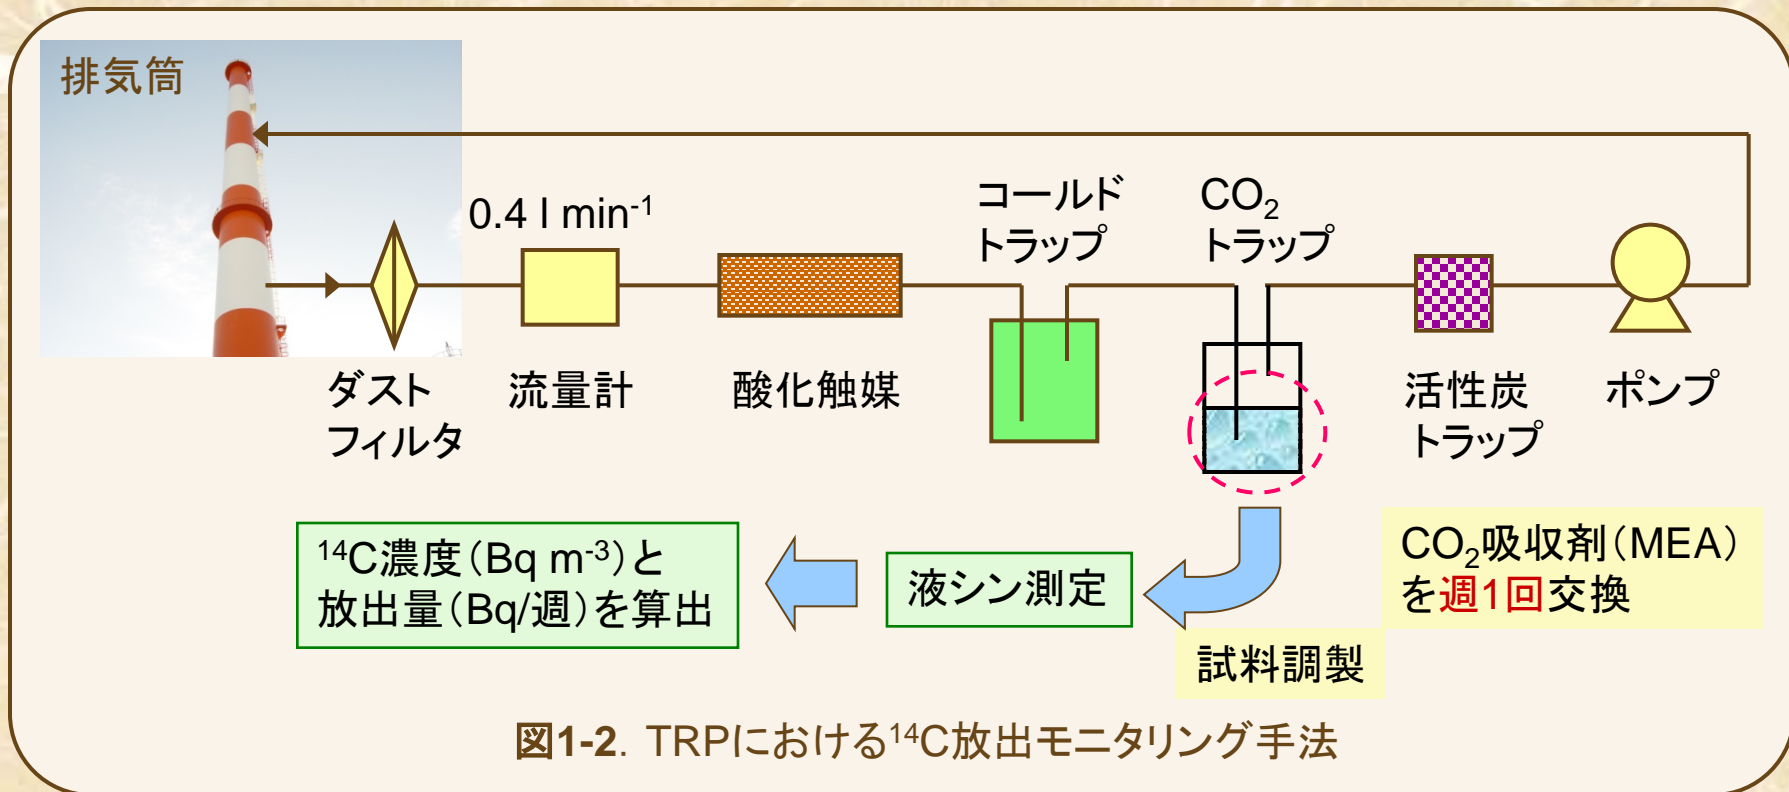 排気筒
0.4 l min⁻¹
コールド
トラップ
CO₂
トラップ
ダスト
フィルタ
流量計
酸化触媒
活性炭
トラップ
ポンプ
¹⁴C濃度（Bq m⁻³）と
放出量（Bq/週）を算出
液シン測定
CO₂吸収剤（MEA）
を週1回交換
試料調製
図1-2. TRPにおける¹⁴C放出モニタリング手法